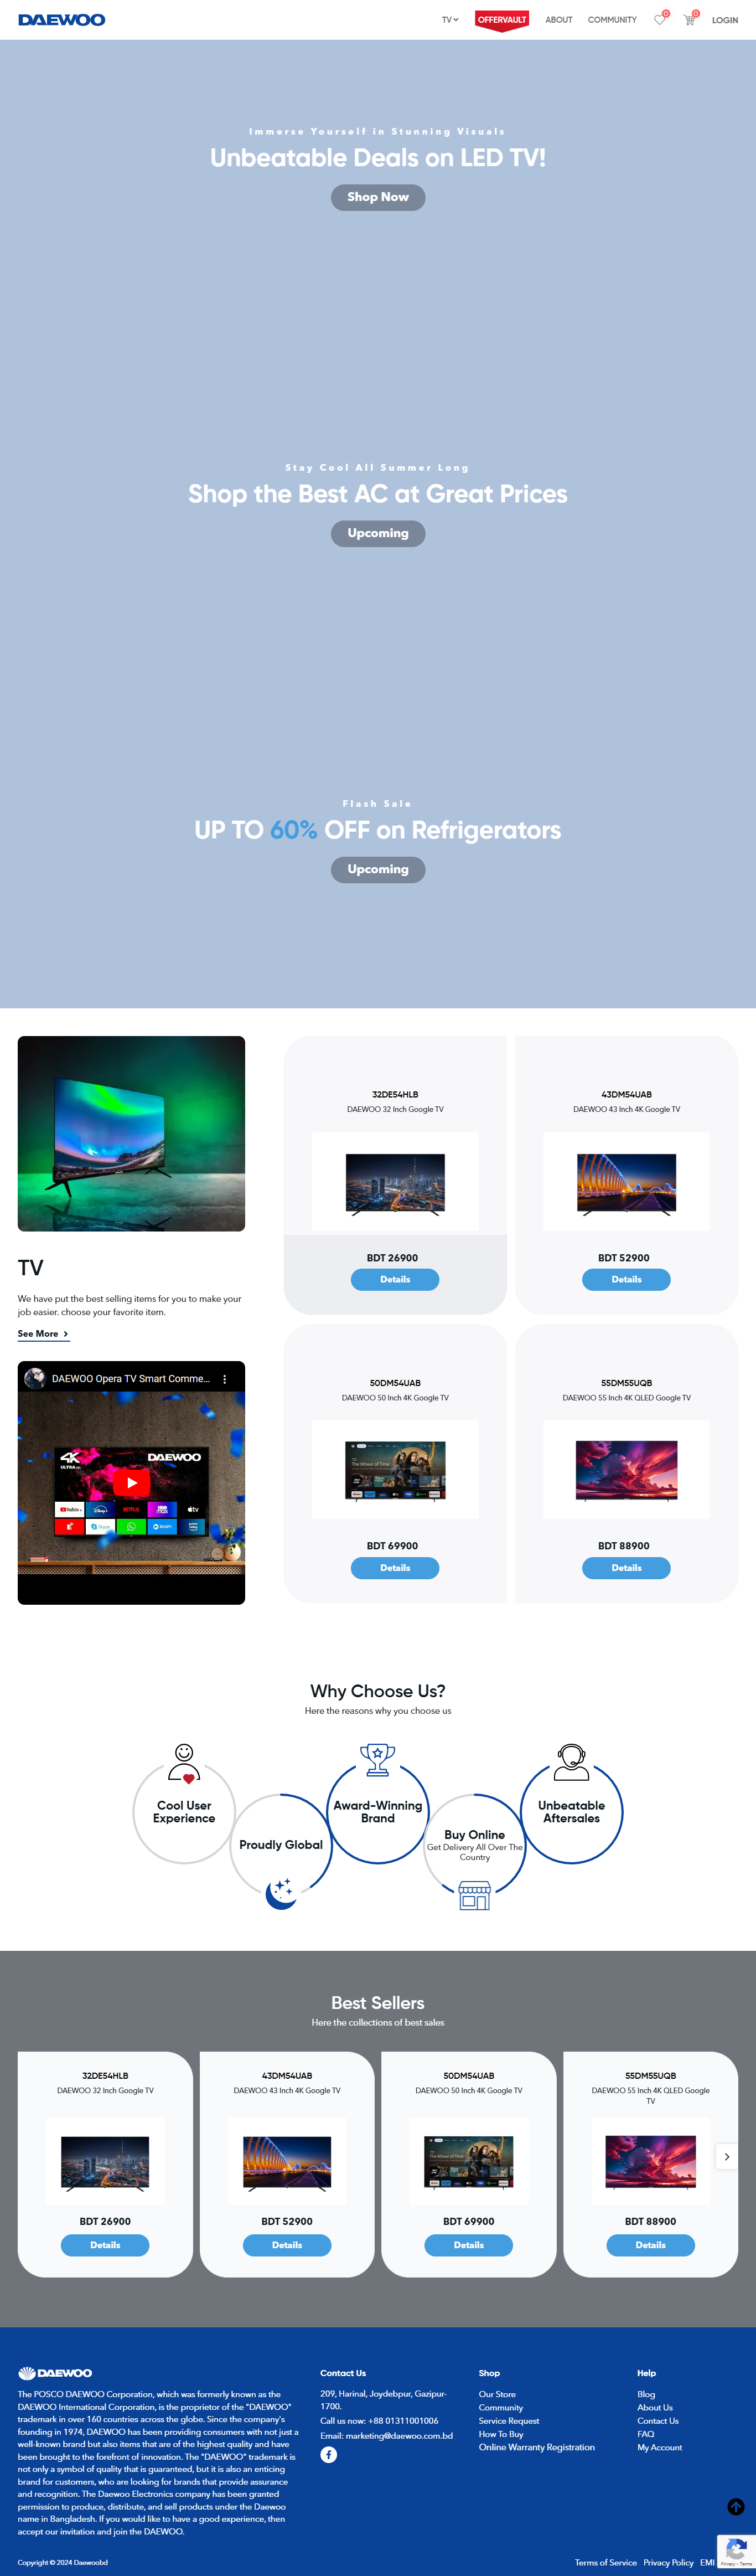 DAEWOO
TV
OFFERVAULT
ABOUT
COMMUNITY
0
0
LOGIN
Immerse Yourself in Stunning Visuals
Unbeatable Deals on LED TV!
Shop Now
Stay Cool All Summer Long
Shop the Best AC at Great Prices
Upcoming
Flash Sale
UP TO 60% OFF on Refrigerators
Upcoming
TV
We have put the best selling items for you to make your
job easier. choose your favorite item.
See More
DAEWOO Opera TV Smart Comme...
4K
ULTRA HD
DAEWOO
YouTube
Disney+
NETFLIX
HBO
max
tv
Skype
zoom
32DE54HLB
DAEWOO 32 Inch Google TV
BDT 26900
Details
43DM54UAB
DAEWOO 43 Inch 4K Google TV
BDT 52900
Details
50DM54UAB
DAEWOO 50 Inch 4K Google TV
The Wheel of Time
BDT 69900
Details
55DM55UQB
DAEWOO 55 Inch 4K QLED Google TV
BDT 88900
Details
Why Choose Us?
Here the reasons why you choose us
Cool User
Experience
Proudly Global
Award-Winning
Brand
Buy Online
Get Delivery All Over The
Country
Unbeatable
Aftersales
Best Sellers
Here the collections of best sales
32DE54HLB
DAEWOO 32 Inch Google TV
BDT 26900
Details
43DM54UAB
DAEWOO 43 Inch 4K Google TV
BDT 52900
Details
50DM54UAB
DAEWOO 50 Inch 4K Google TV
The Wheel of Time
BDT 69900
Details
55DM55UQB
DAEWOO 55 Inch 4K QLED Google
TV
BDT 88900
Details
DAEWOO
The POSCO DAEWOO Corporation, which was formerly known as the
DAEWOO International Corporation, is the proprietor of the "DAEWOO"
trademark in over 160 countries across the globe. Since the company's
founding in 1974, DAEWOO has been providing consumers with not just a
well-known brand but also items that are of the highest quality and have
been brought to the forefront of innovation. The "DAEWOO" trademark is
not only a symbol of quality that is guaranteed, but it is also an enticing
brand for customers, who are looking for brands that provide assurance
and recognition. The Daewoo Electronics company has been granted
permission to produce, distribute, and sell products under the Daewoo
name in Bangladesh. If you would like to have a good experience, then
accept our invitation and join the DAEWOO.
Contact Us
209, Harinal, Joydebpur, Gazipur-
1700.
Call us now: +88 01311001006
Email: marketing@daewoo.com.bd
Shop
Our Store
Community
Service Request
How To Buy
Online Warranty Registration
Help
Blog
About Us
Contact Us
FAQ
My Account
Copyright © 2024 Daewoobd
Terms of Service
Privacy Policy
EMI
Privacy - Terms